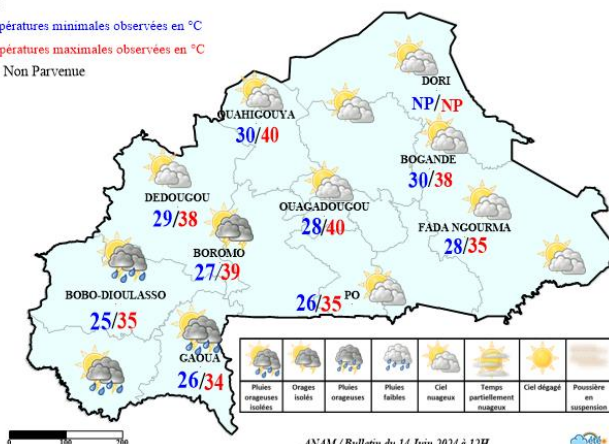 pératures minimales observées en °C
pératures maximales observées en °C
Non Parvenue
DORI
NP/NP
OUAHIGOUYA
30/40
BOGANDE
30/38
DEDOUGOU
29/38
OUAGADOUGOU
28/40
FADA NGOURMA
28/35
BOROMO
27/39
BOBO-DIOULASSO
25/35
PO
26/35
GAOUA
26/34
Pluies orageuses isolées
Orages isolés
Pluies orageuses
Pluies faibles
Ciel nuageux
Temps partiellement nuageux
Ciel dégagé
Poussière en suspension
ANAM / Bulletin du 14 Juin 2024 à 12H